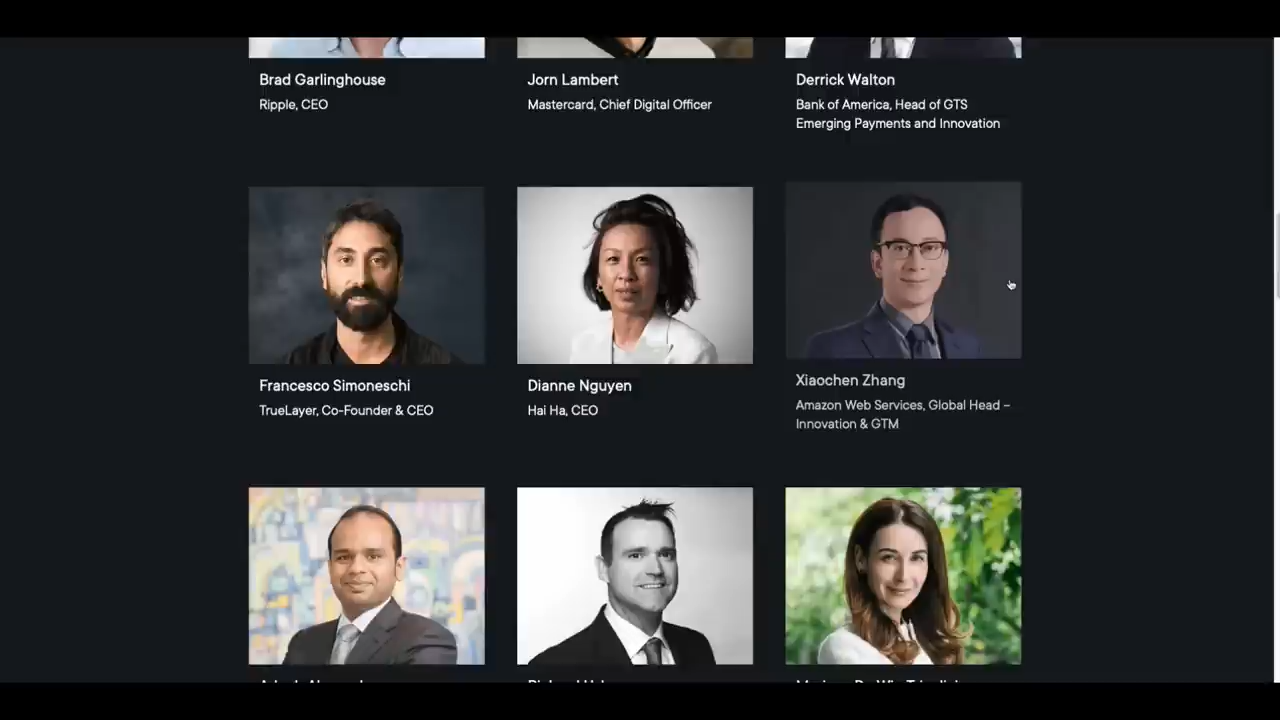 Brad Garlinghouse
Ripple, CEO
Jorn Lambert
Mastercard, Chief Digital Officer
Derrick Walton
Bank of America, Head of GTS
Emerging Payments and Innovation
Francesco Simoneschi
TrueLayer, Co-Founder & CEO
Dianne Nguyen
Hai Ha, CEO
Xiaochen Zhang
Amazon Web Services, Global Head –
Innovation & GTM